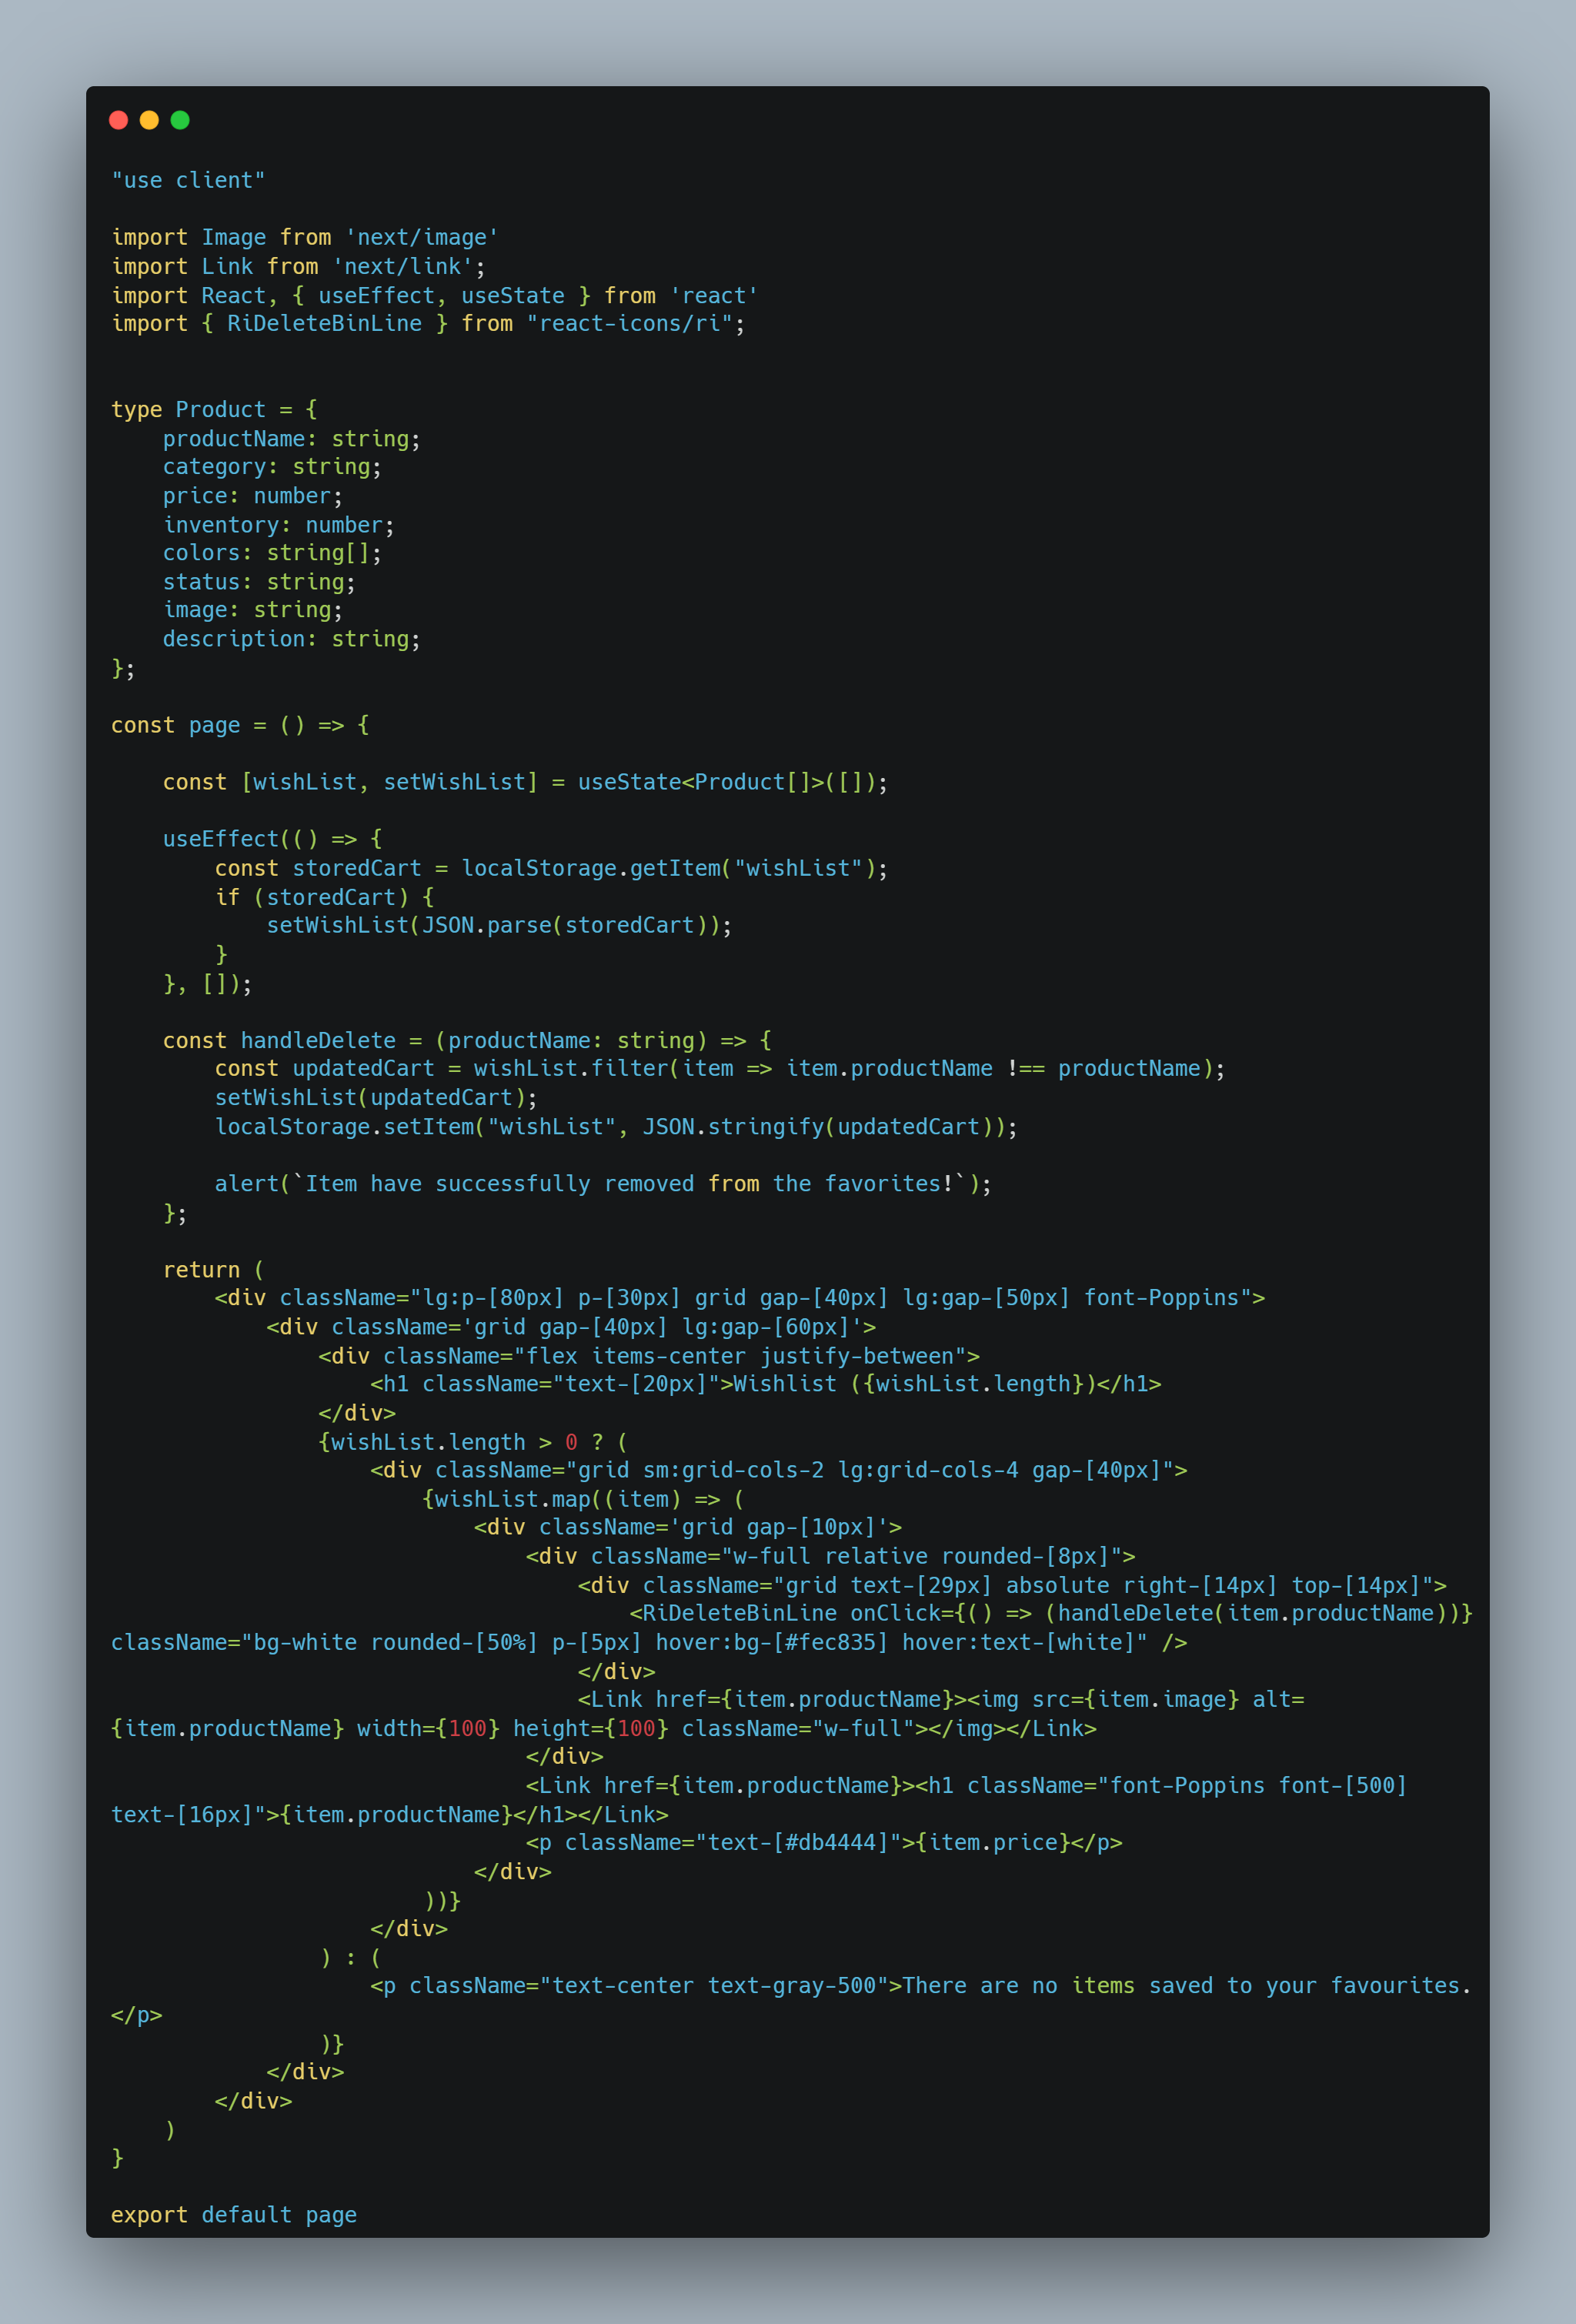 "use client"

import Image from 'next/image'
import Link from 'next/link';
import React, { useEffect, useState } from 'react'
import { RiDeleteBinLine } from "react-icons/ri";


type Product = {
    productName: string;
    category: string;
    price: number;
    inventory: number;
    colors: string[];
    status: string;
    image: string;
    description: string;
};

const page = () => {

    const [wishList, setWishList] = useState<Product[]>([]);

    useEffect(() => {
        const storedCart = localStorage.getItem("wishList");
        if (storedCart) {
            setWishList(JSON.parse(storedCart));
        }
    }, []);

    const handleDelete = (productName: string) => {
        const updatedCart = wishList.filter(item => item.productName !== productName);
        setWishList(updatedCart);
        localStorage.setItem("wishList", JSON.stringify(updatedCart));

        alert(`Item have successfully removed from the favorites!`);
    };

    return (
        <div className="lg:p-[80px] p-[30px] grid gap-[40px] lg:gap-[50px] font-Poppins">
            <div className='grid gap-[40px] lg:gap-[60px]'>
                <div className="flex items-center justify-between">
                    <h1 className="text-[20px]">Wishlist ({wishList.length})</h1>
                </div>
                {wishList.length > 0 ? (
                    <div className="grid sm:grid-cols-2 lg:grid-cols-4 gap-[40px]">
                        {wishList.map((item) => (
                            <div className='grid gap-[10px]'>
                                <div className="w-full relative rounded-[8px]">
                                    <div className="grid text-[29px] absolute right-[14px] top-[14px]">
                                        <RiDeleteBinLine onClick={() => (handleDelete(item.productName))}
className="bg-white rounded-[50%] p-[5px] hover:bg-[#fec835] hover:text-[white]" />
                                    </div>
                                    <Link href={item.productName}><img src={item.image} alt=
{item.productName} width={100} height={100} className="w-full"></img></Link>
                                </div>
                                <Link href={item.productName}><h1 className="font-Poppins font-[500]
text-[16px]">{item.productName}</h1></Link>
                                <p className="text-[#db4444]">{item.price}</p>
                            </div>
                        ))}
                    </div>
                ) : (
                    <p className="text-center text-gray-500">There are no items saved to your favourites.
</p>
                )}
            </div>
        </div>
    )
}

export default page